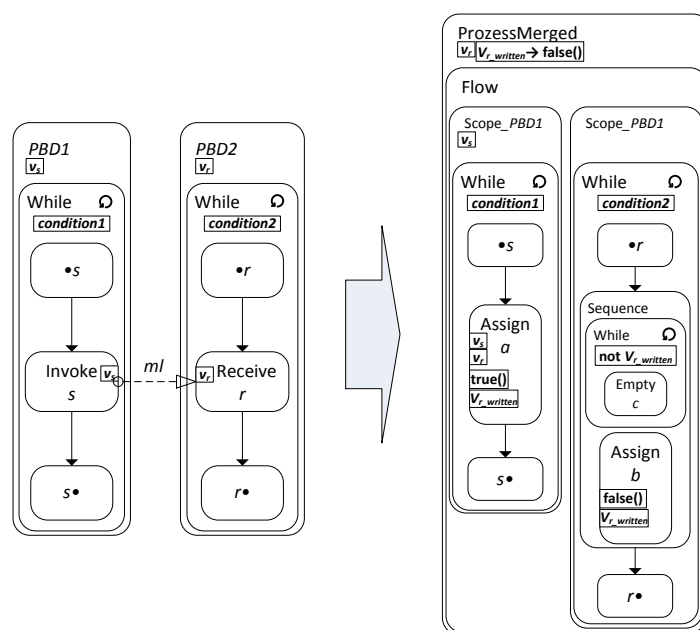 PBD1
vs
While
condition1
●s
Invoke
vs
s
s●
ml
PBD2
vr
While
condition2
●r
vr
Receive
r
r●
ProzessMerged
vr Vr_written→ false()
Flow
Scope_PBD1
vs
While
condition1
●s
Assign
a
vs
vr
true()
Vr_written
s●
Scope_PBD1
While
condition2
●r
Sequence
While
not Vr_written
Empty
c
Assign
b
false()
Vr_written
r●